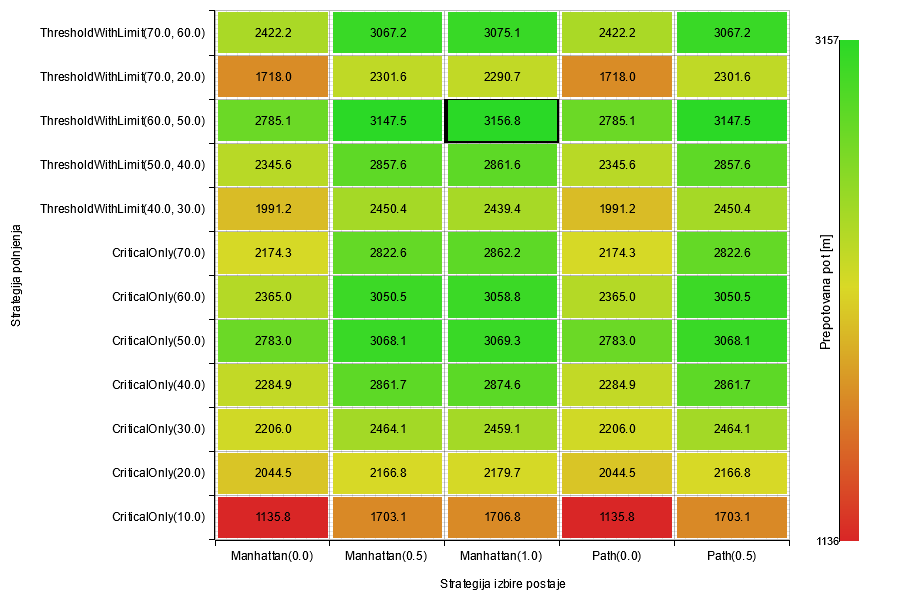 ThresholdWithLimit(70.0, 60.0) 2422.2 3067.2 3075.1 2422.2 3067.2
3157
ThresholdWithLimit(70.0, 20.0) 1718.0 2301.6 2290.7 1718.0 2301.6
ThresholdWithLimit(60.0, 50.0) 2785.1 3147.5 3156.8 2785.1 3147.5
ThresholdWithLimit(50.0, 40.0) 2345.6 2857.6 2861.6 2345.6 2857.6
ThresholdWithLimit(40.0, 30.0) 1991.2 2450.4 2439.4 1991.2 2450.4
CriticalOnly(70.0) 2174.3 2822.6 2862.2 2174.3 2822.6
Strategija polnjenja
Prepotovana pot [m]
CriticalOnly(60.0) 2365.0 3050.5 3058.8 2365.0 3050.5
CriticalOnly(50.0) 2783.0 3068.1 3069.3 2783.0 3068.1
CriticalOnly(40.0) 2284.9 2861.7 2874.6 2284.9 2861.7
CriticalOnly(30.0) 2206.0 2464.1 2459.1 2206.0 2464.1
CriticalOnly(20.0) 2044.5 2166.8 2179.7 2044.5 2166.8
CriticalOnly(10.0) 1135.8 1703.1 1706.8 1135.8 1703.1
1136
Manhattan(0.0) Manhattan(0.5) Manhattan(1.0) Path(0.0) Path(0.5)
Strategija izbire postaje